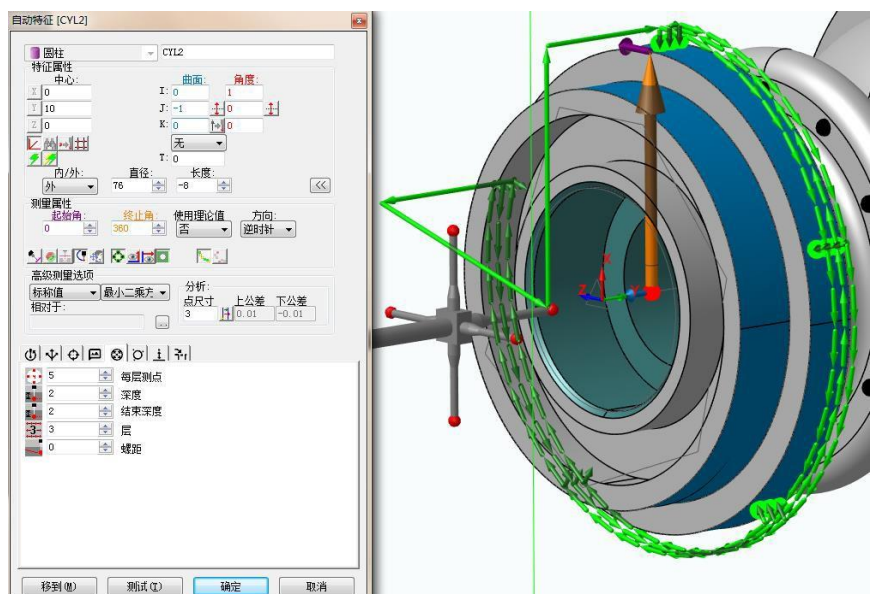 自动特征 [CYL2]
圆柱 CYL2
特征属性
中心: 曲面: 角度:
X 0 I: 0 1
Y 10 J: -1 0
Z 0 K: 0 0
无
T: 0
内/外: 直径: 长度:
外 76 -8 <<
测量属性
起始角: 终止角: 使用理论值 方向:
0 360 否 逆时针
高级测量选项
标称值 最小二乘方 分析:
相对于: 点尺寸 上公差 下公差
3 0.01 -0.01
5 每层测点
2 深度
2 结束深度
3 层
0 螺距
移到(M) 测试(T) 确定 取消
X
Z Y